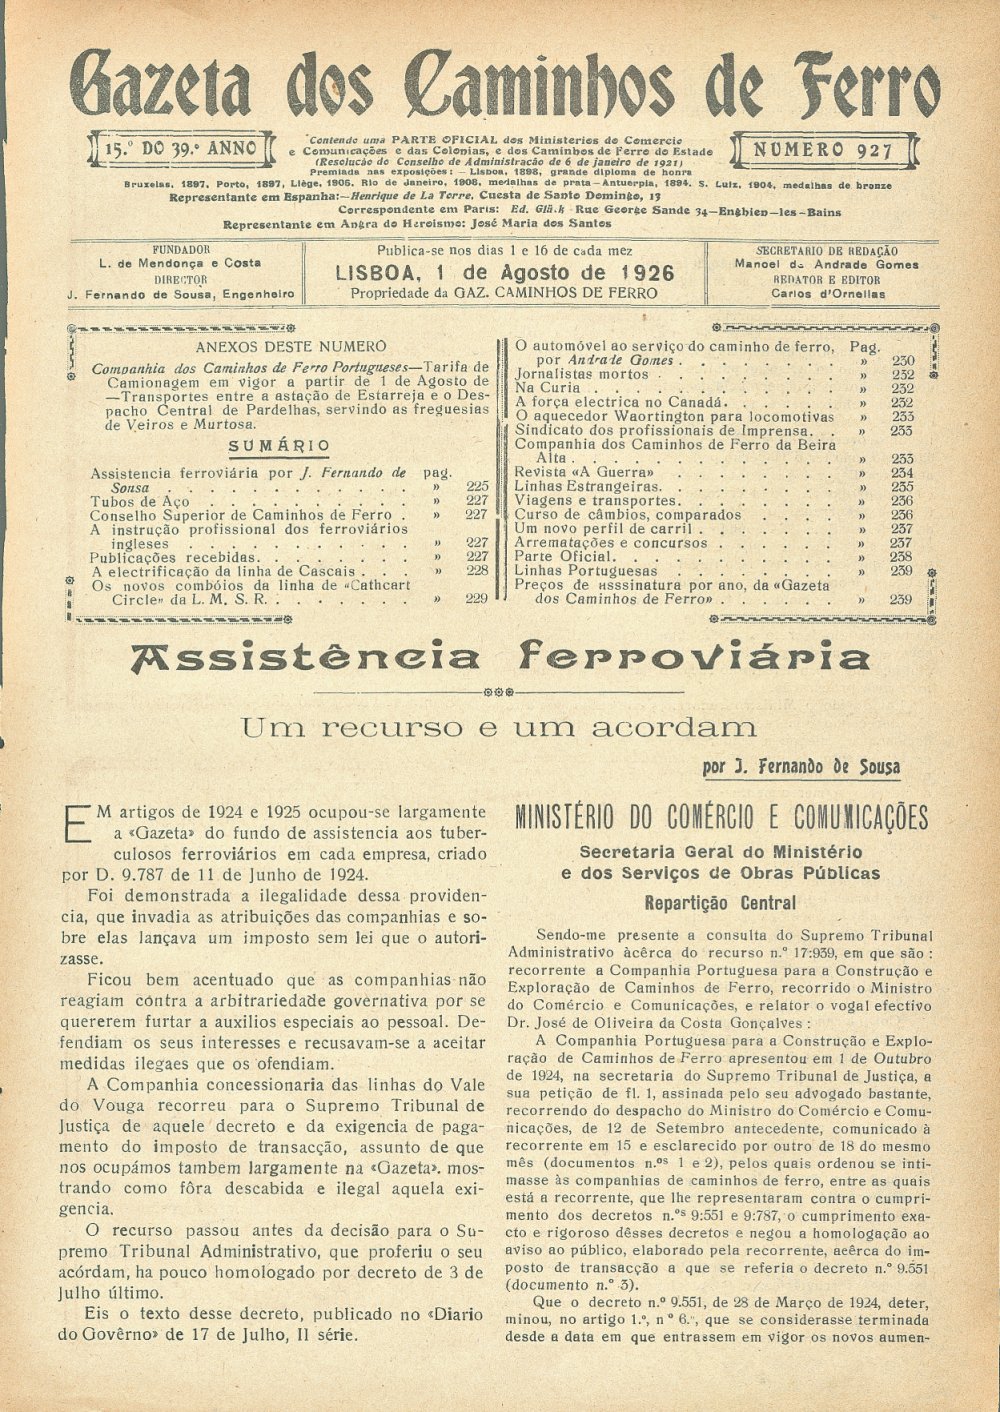 Gazeta dos Caminhos de Ferro
15.º DO 39.º ANNO
Contendo uma PARTE OFICIAL dos Ministerios do Comercio
e Comunicações e das Colonias, e dos Caminhos de Ferro do Estado
(Resolução do Conselho de Administracão de 6 de janeiro de 1921)
Premiada nas exposições: — Lisboa, 1898, grande diploma de honra
NUMERO 927
Bruxelas, 1897, Porto, 1897, Liège, 1905, Rio de Janeiro, 1908, medalhas de prata—Antuerpia, 1894. S. Luiz, 1904, medalhas de bronze
Representante em Espanha:—Henrique de La Torre, Cuesta de Santo Domingo, 13
Correspondente em Paris: Ed. Rue George Sande 34—Enghien-les-Bains
Representante em Angra do Heroismo: José Maria dos Santos
FUNDADOR
L. de Mendonça e Costa
DIRECTOR
J. Fernando de Sousa, Engenheiro
Publica-se nos dias 1 e 16 de cada mez
LISBOA, 1 de Agosto de 1926
Propriedade da GAZ. CAMINHOS DE FERRO
SECRETARIO DE REDAÇÃO
Manoel de Andrade Gomes
REDATOR E EDITOR
Carlos d'Ornellas
ANEXOS DESTE NUMERO
Companhia dos Caminhos de Ferro Portugueses—Tarifa de
Camionagem em vigor a partir de 1 de Agosto de
—Transportes entre a astação de Estarreja e o Des-
pacho Central de Pardelhas, servindo as freguesias
de Veiros e Murtosa.
SUMÁRIO
Assistencia ferroviária por J. Fernando de pag.
Sousa . . . . . . . . . . » 225
Tubos de Aço . . . . . . . . » 227
Conselho Superior de Caminhos de Ferro . » 227
A instrução profissional dos ferroviários
ingleses . . . . . . . . . » 227
Publicações recebidas. . . . . . » 227
A electrificação da linha de Cascais . . . » 228
Os novos combóios da linha de «Cathcart
Circle» da L. M. S. R. . . . . . . » 229
O automóvel ao serviço do caminho de ferro, Pag.
por Andrade Gomes . . . . . . » 230
Jornalistas mortos . . . . . . . » 232
Na Curia . . . . . . . . . . » 232
A força electrica no Canadá. . . . . . » 232
O aquecedor Waortington para locomotivas » 233
Sindicato dos profissionais de Imprensa. . » 233
Companhia dos Caminhos de Ferro da Beira
Alta . . . . . . . . . . » 233
Revista «A Guerra» . . . . . . . » 234
Linhas Estrangeiras. . . . . . . . » 235
Viagens e transportes. . . . . . . » 236
Curso de câmbios, comparados . . . . » 236
Um novo perfil de carril . . . . . . » 237
Arrematações e concursos . . . . . » 237
Parte Oficial. . . . . . . . . . » 238
Linhas Portuguesas . . . . . . . » 239
Preços de asssinatura por ano, da «Gazeta
dos Caminhos de Ferro» . . . . . » 239
Assistência ferroviária
Um recurso e um acordam
por J. Fernando de Sousa
EM artigos de 1924 e 1925 ocupou-se largamente
a «Gazeta» do fundo de assistencia aos tuber-
culosos ferroviários em cada empresa, criado
por D. 9.787 de 11 de Junho de 1924.
Foi demonstrada a ilegalidade dessa providen-
cia, que invadia as atribuições das companhias e so-
bre elas lançava um imposto sem lei que o autori-
zasse.
Ficou bem acentuado que as companhias não
reagiam contra a arbitrariedade governativa por se
quererem furtar a auxilios especiais ao pessoal. De-
fendiam os seus interesses e recusavam-se a aceitar
medidas ilegaes que os ofendiam.
A Companhia concessionaria das linhas do Vale
do Vouga recorreu para o Supremo Tribunal de
Justiça de aquele decreto e da exigencia de paga-
mento do imposto de transacção, assunto de que
nos ocupámos tambem largamente na «Gazeta». mos-
trando como fôra descabida e ilegal aquela exi-
gencia.
O recurso passou antes da decisão para o Su-
premo Tribunal Administrativo, que proferiu o seu
acórdam, ha pouco homologado por decreto de 3 de
Julho último.
Eis o texto desse decreto, publicado no «Diario
do Govêrno» de 17 de Julho, II série.
MINISTÉRIO DO COMÉRCIO E COMUNICAÇÕES
Secretaria Geral do Ministério
e dos Serviços de Obras Públicas
Repartição Central
Sendo-me presente a consulta do Supremo Tribunal
Administrativo àcêrca do recurso n.º 17:939, em que são :
recorrente a Companhia Portuguesa para a Construção e
Exploração de Caminhos de Ferro, recorrido o Ministro
do Comércio e Comunicações, e relator o vogal efectivo
Dr. José de Oliveira da Costa Gonçalves :
A Companhia Portuguesa para a Construção e Explo-
ração de Caminhos de Ferro apresentou em 1 de Outubro
de 1924, na secretaria do Supremo Tribunal de Justiça, a
sua petição de fl. 1, assinada pelo seu advogado bastante,
recorrendo do despacho do Ministro do Comércio e Comu-
nicações, de 12 de Setembro antecedente, comunicado à
recorrente em 15 e esclarecido por outro de 18 do mesmo
mês (documentos n.os 1 e 2), pelos quais ordenou se inti-
masse às companhias de caminhos de ferro, entre as quais
está a recorrente, que lhe representaram contra o cumpri-
mento dos decretos n.os 9:551 e 9:787, o cumprimento exa-
cto e rigoroso dêsses decretos e negou a homologação ao
aviso ao público, elaborado pela recorrente, acêrca do im-
posto de transacção a que se referia o decreto n.º 9.551
(documento n.º 3).
Que o decreto n.º 9.551, de 28 de Março de 1924, deter,
minou, no artigo 1.º, n º 6.º, que se considerasse terminada
desde a data em que entrassem em vigor os novos aumen-